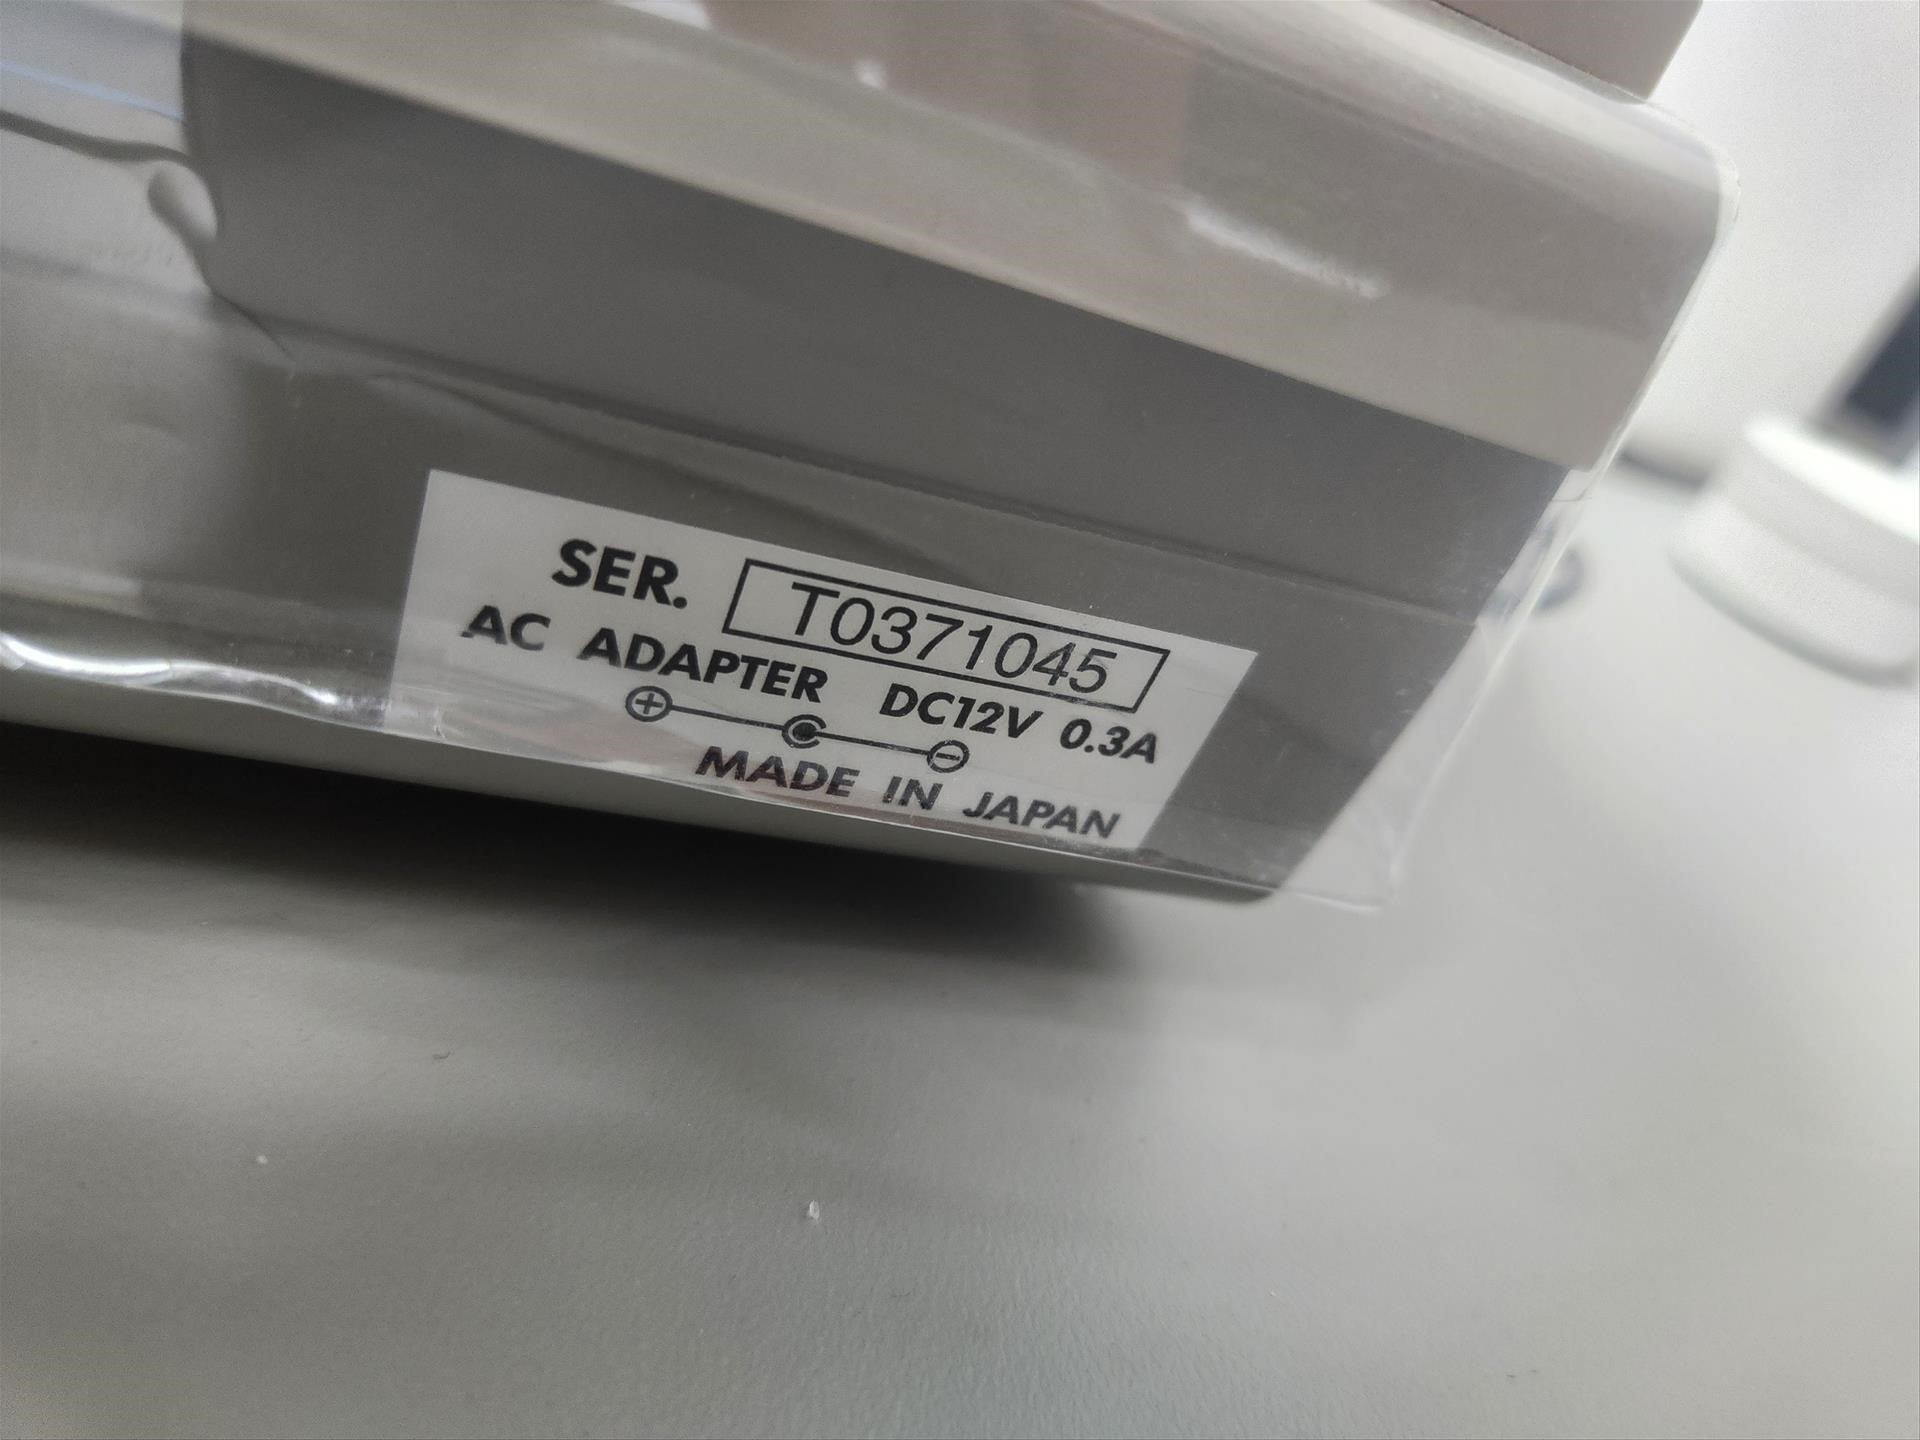 SER. T0371045
AC ADAPTER DC12V 0.3A
MADE IN JAPAN